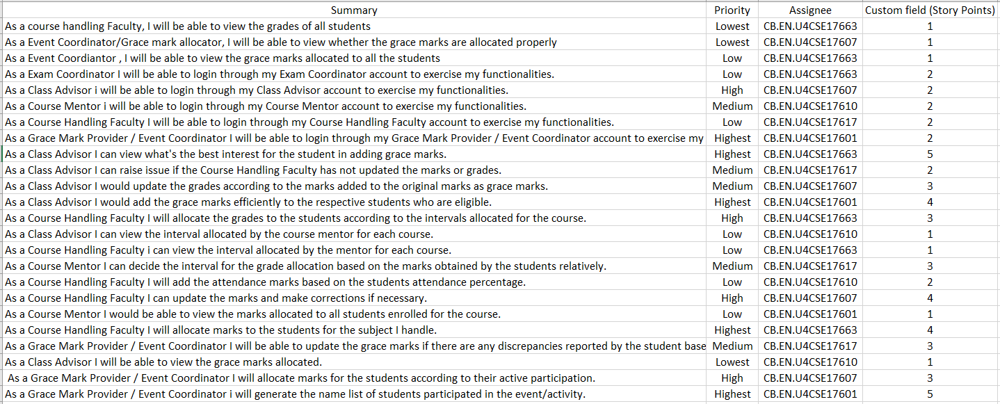 Summary Priority Assignee Custom field (Story Points)
As a course handling Faculty, I will be able to view the grades of all students Lowest CB.EN.U4CSE17663 1
As a Event Coordinator/Grace mark allocator, I will be able to view whether the grace marks are allocated properly Lowest CB.EN.U4CSE17607 1
As a Event Coordiantor , I will be able to view the grace marks allocated to all the students Low CB.EN.U4CSE17663 1
As a Exam Coordinator I will be able to login through my Exam Coordinator account to exercise my functionalities. Low CB.EN.U4CSE17663 2
As a Class Advisor i will be able to login through my Class Advisor account to exercise my functionalities. High CB.EN.U4CSE17607 2
As a Course Mentor i will be able to login through my Course Mentor account to exercise my functionalities. Medium CB.EN.U4CSE17610 2
As a Course Handling Faculty I will be able to login through my Course Handling Faculty account to exercise my functionalities. Low CB.EN.U4CSE17617 2
As a Grace Mark Provider / Event Coordinator I will be able to login through my Grace Mark Provider / Event Coordinator account to exercise my Highest CB.EN.U4CSE17601 2
As a Class Advisor I can view what's the best interest for the student in adding grace marks. Highest CB.EN.U4CSE17663 5
As a Class Advisor I can raise issue if the Course Handling Faculty has not updated the marks or grades. Medium CB.EN.U4CSE17617 2
As a Class Advisor I would update the grades according to the marks added to the original marks as grace marks. Medium CB.EN.U4CSE17607 3
As a Class Advisor I would add the grace marks efficiently to the respective students who are eligible. Highest CB.EN.U4CSE17601 4
As a Course Handling Faculty I will allocate the grades to the students according to the intervals allocated for the course. High CB.EN.U4CSE17663 3
As a Class Advisor I can view the interval allocated by the course mentor for each course. Low CB.EN.U4CSE17610 1
As a Course Handling Faculty i can view the interval allocated by the mentor for each course. Low CB.EN.U4CSE17663 1
As a Course Mentor I can decide the interval for the grade allocation based on the marks obtained by the students relatively. Medium CB.EN.U4CSE17617 3
As a Course Handling Faculty I will add the attendance marks based on the students attendance percentage. Low CB.EN.U4CSE17610 2
As a Course Handling Faculty I can update the marks and make corrections if necessary. High CB.EN.U4CSE17607 4
As a Course Mentor I would be able to view the marks allocated to all students enrolled for the course. Low CB.EN.U4CSE17601 1
As a Course Handling Faculty I will allocate marks to the students for the subject I handle. Highest CB.EN.U4CSE17663 4
As a Grace Mark Provider / Event Coordinator I will be able to update the grace marks if there are any discrepancies reported by the student base Medium CB.EN.U4CSE17617 3
As a Class Advisor I will be able to view the grace marks allocated. Lowest CB.EN.U4CSE17610 1
As a Grace Mark Provider / Event Coordinator I will allocate marks for the students according to their active participation. High CB.EN.U4CSE17607 3
As a Grace Mark Provider / Event Coordinator i will generate the name list of students participated in the event/activity. Highest CB.EN.U4CSE17601 5